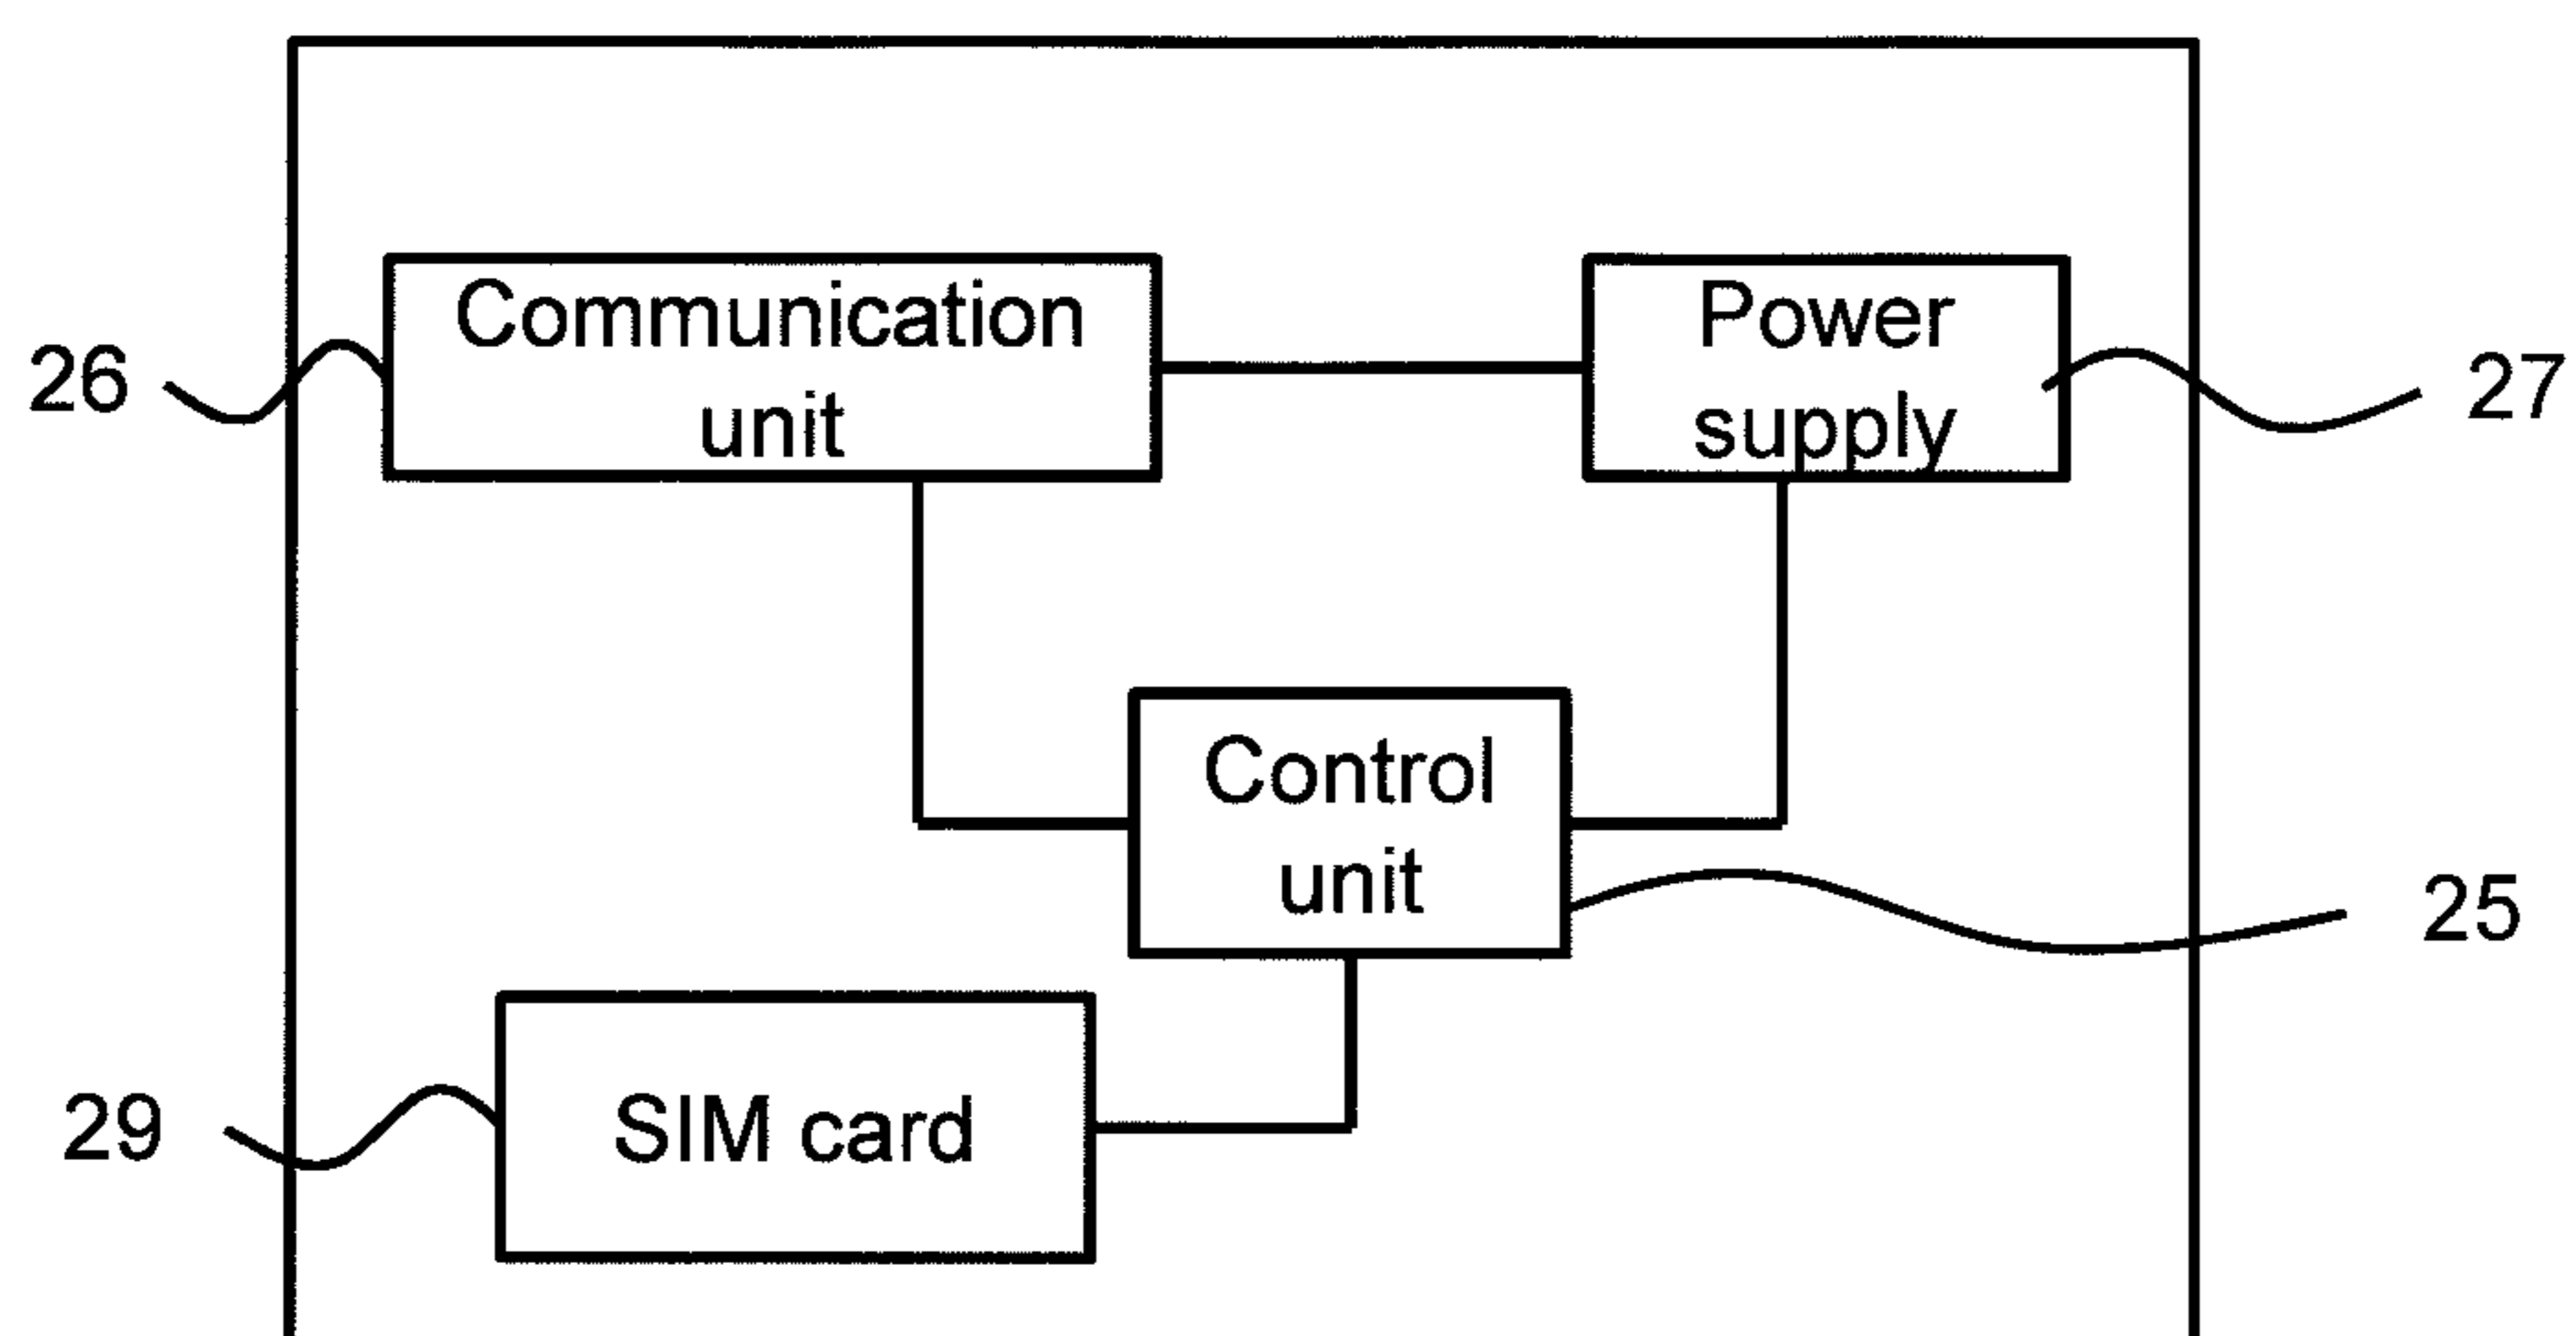 Communication
unit
Power
supply
26
27
Control
unit
25
SIM card
29